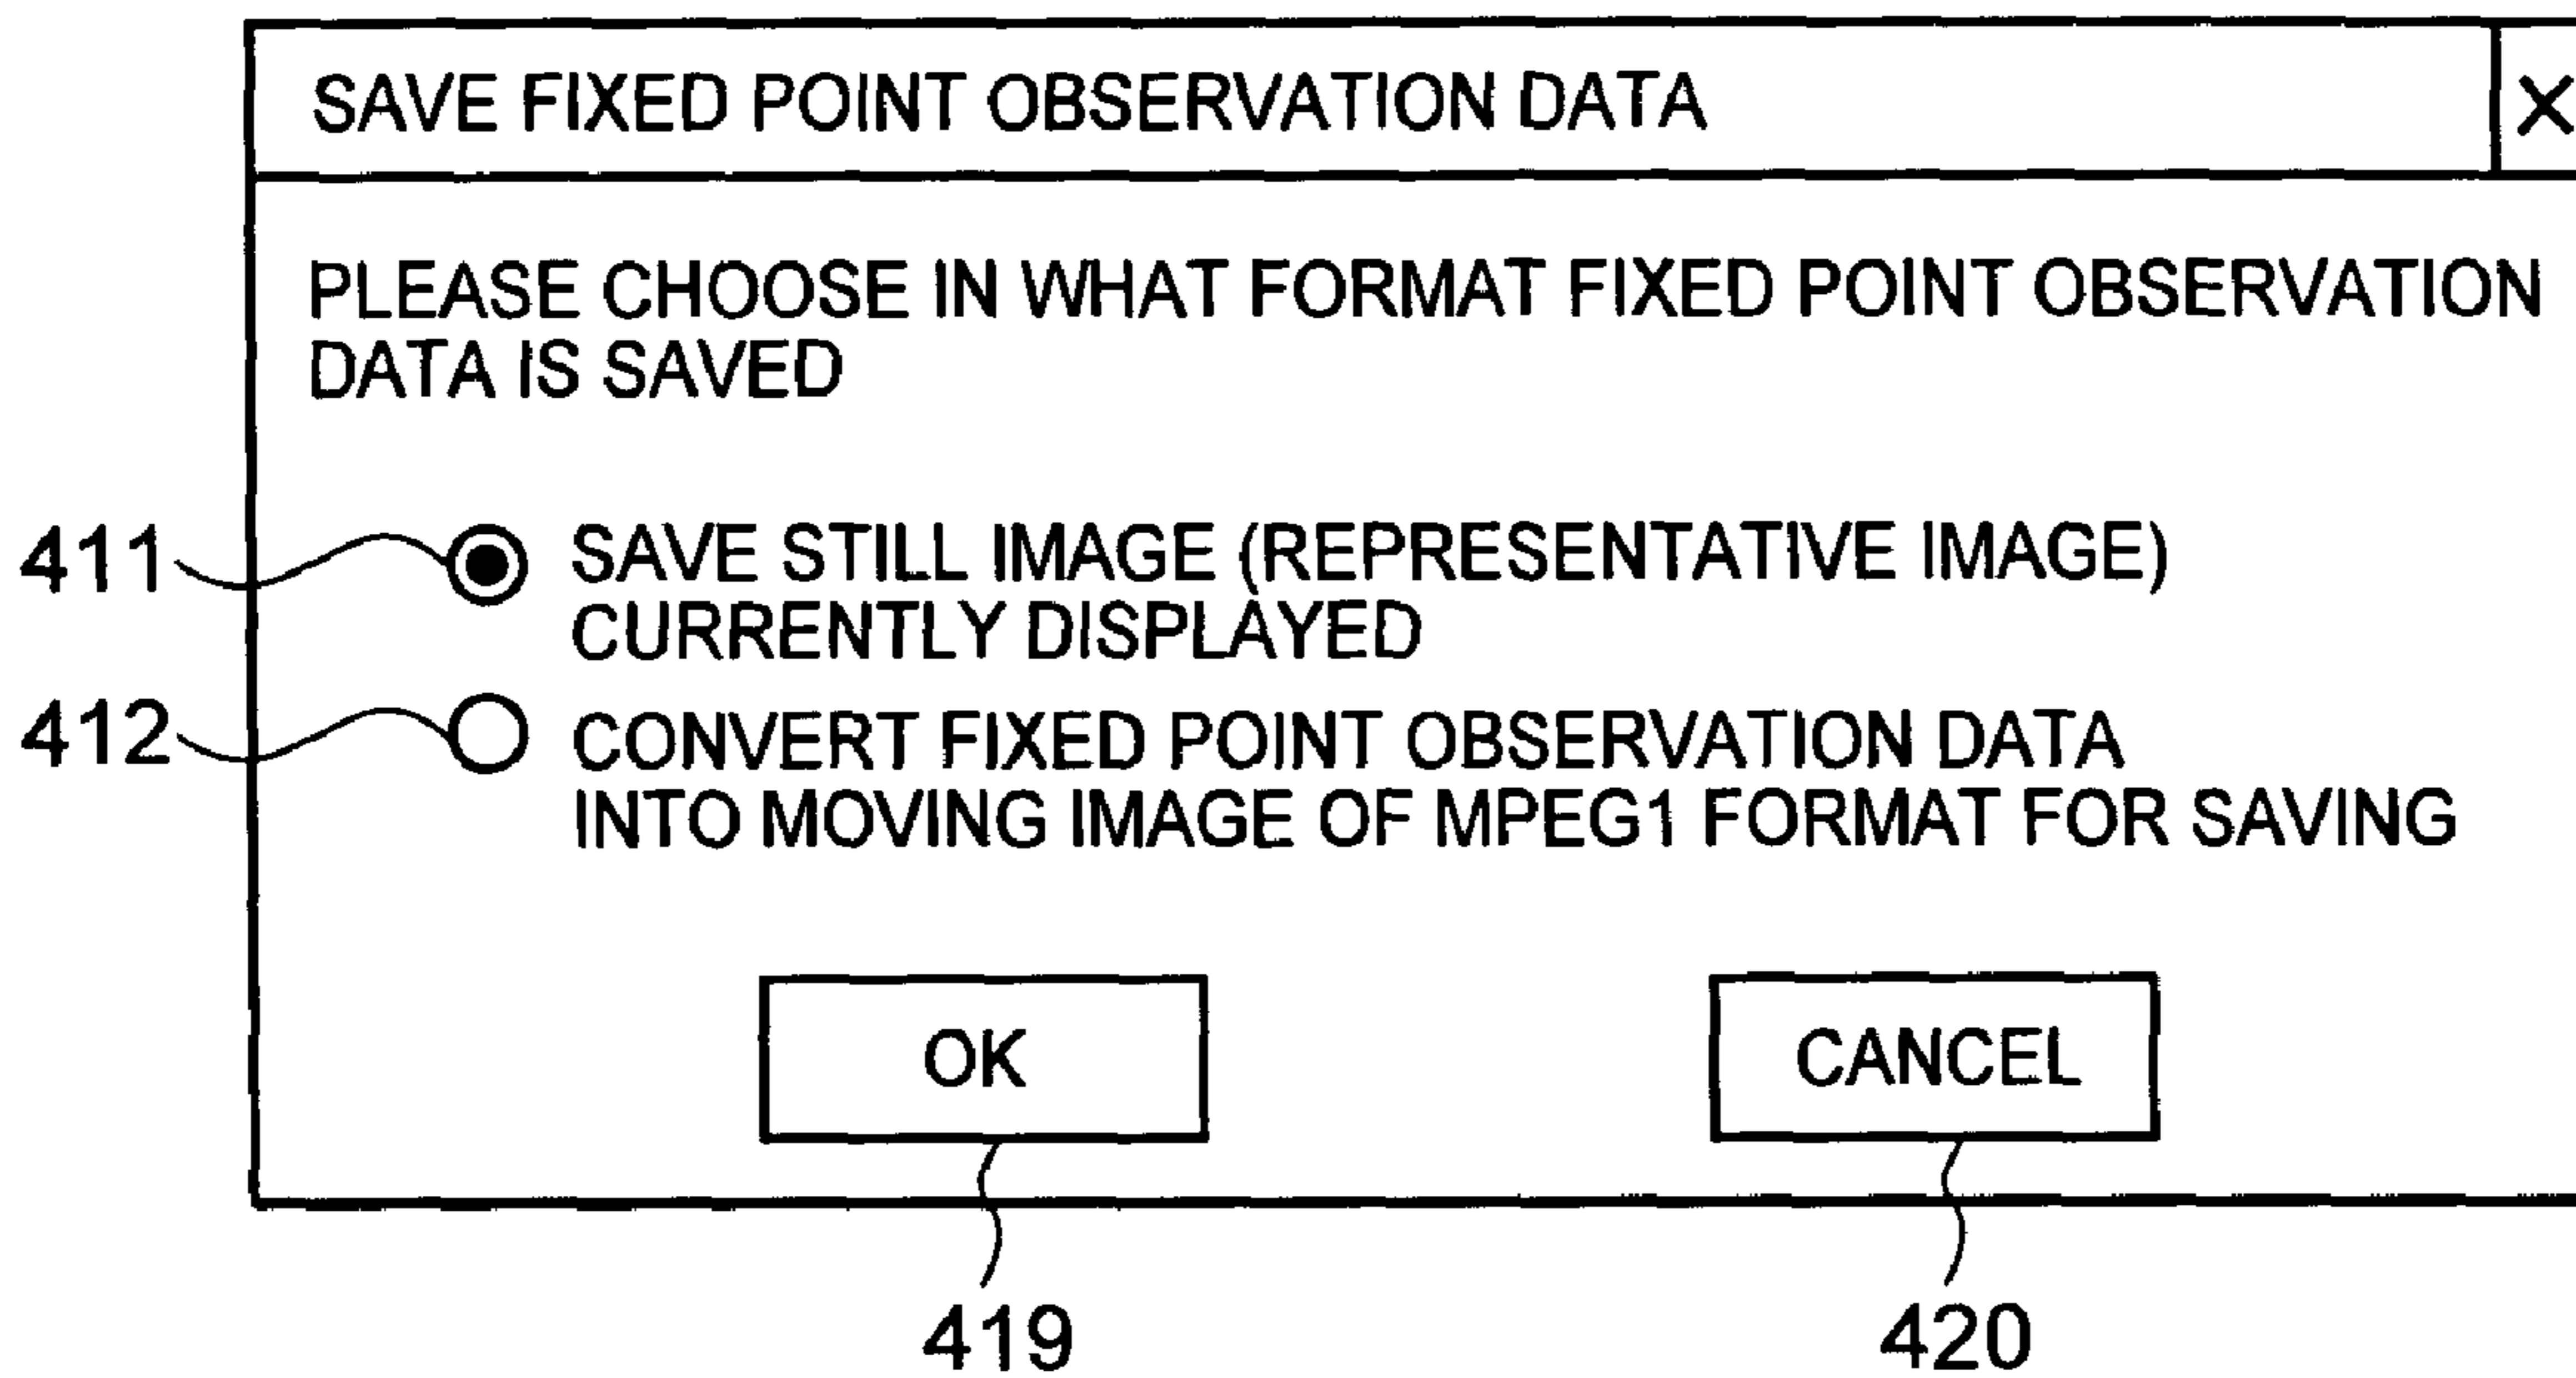 SAVE FIXED POINT OBSERVATION DATA X
PLEASE CHOOSE IN WHAT FORMAT FIXED POINT OBSERVATION
DATA IS SAVED
411 SAVE STILL IMAGE (REPRESENTATIVE IMAGE)
CURRENTLY DISPLAYED
412 CONVERT FIXED POINT OBSERVATION DATA
INTO MOVING IMAGE OF MPEG1 FORMAT FOR SAVING
OK CANCEL
419 420